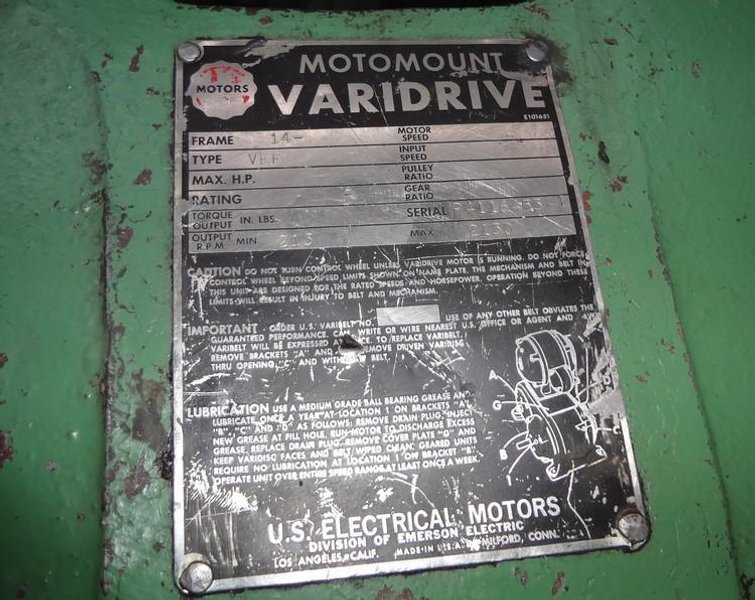 MOTORS
MOTOMOUNT
VARIDRIVE
E101651
FRAME 14-
MOTOR SPEED
TYPE
INPUT SPEED
MAX. H.P.
PULLEY RATIO
RATING
GEAR RATIO
TORQUE OUTPUT IN. LBS.
SERIAL
OUTPUT R.P.M. MIN 213 MAX. 2130
CAUTION DO NOT TURN CONTROL WHEEL UNLESS VARIDRIVE MOTOR IS RUNNING. DO NOT FORCE
CONTROL WHEEL BEYOND SPEED LIMITS SHOWN ON NAME PLATE. THE MECHANISM AND BELT IN
THIS UNIT ARE DESIGNED FOR THE RATED SPEEDS AND HORSEPOWER. OPERATION BEYOND THESE
LIMITS WILL RESULT IN INJURY TO BELT AND MECHANISM.
IMPORTANT ORDER U.S. VARIBELT NO. USE OF ANY OTHER BELT OBVIATES THE
GUARANTEED PERFORMANCE. CALL, WRITE OR WIRE NEAREST U.S. OFFICE OR AGENT AND A
VARIBELT WILL BE EXPRESSED AT ONCE. TO REPLACE VARIBELT,
REMOVE BRACKETS "A" AND REMOVE DRIVEN VARIDISC
THRU OPENING "C" AND WITHDRAW BELT.
LUBRICATION USE A MEDIUM GRADE BALL BEARING GREASE AND
LUBRICATE ONCE A YEAR AT LOCATION 1 ON BRACKETS "A"
"B", "C" AND "D" AS FOLLOWS: REMOVE DRAIN PLUG, INJECT
NEW GREASE AT FILL HOLE, RUN MOTOR TO DISCHARGE EXCESS
GREASE, REPLACE DRAIN PLUG. REMOVE COVER PLATE "G" AND
KEEP VARIDISC FACES AND BELT WIPED CLEAN. GEARED UNITS
REQUIRE NO LUBRICATION AT LOCATION 1 ON BRACKET "B".
OPERATE UNIT OVER ENTIRE SPEED RANGE AT LEAST ONCE A WEEK.
A
G
C
U.S. ELECTRICAL MOTORS
DIVISION OF EMERSON ELECTRIC
LOS ANGELES, CALIF. MADE IN U.S.A. MILFORD, CONN.